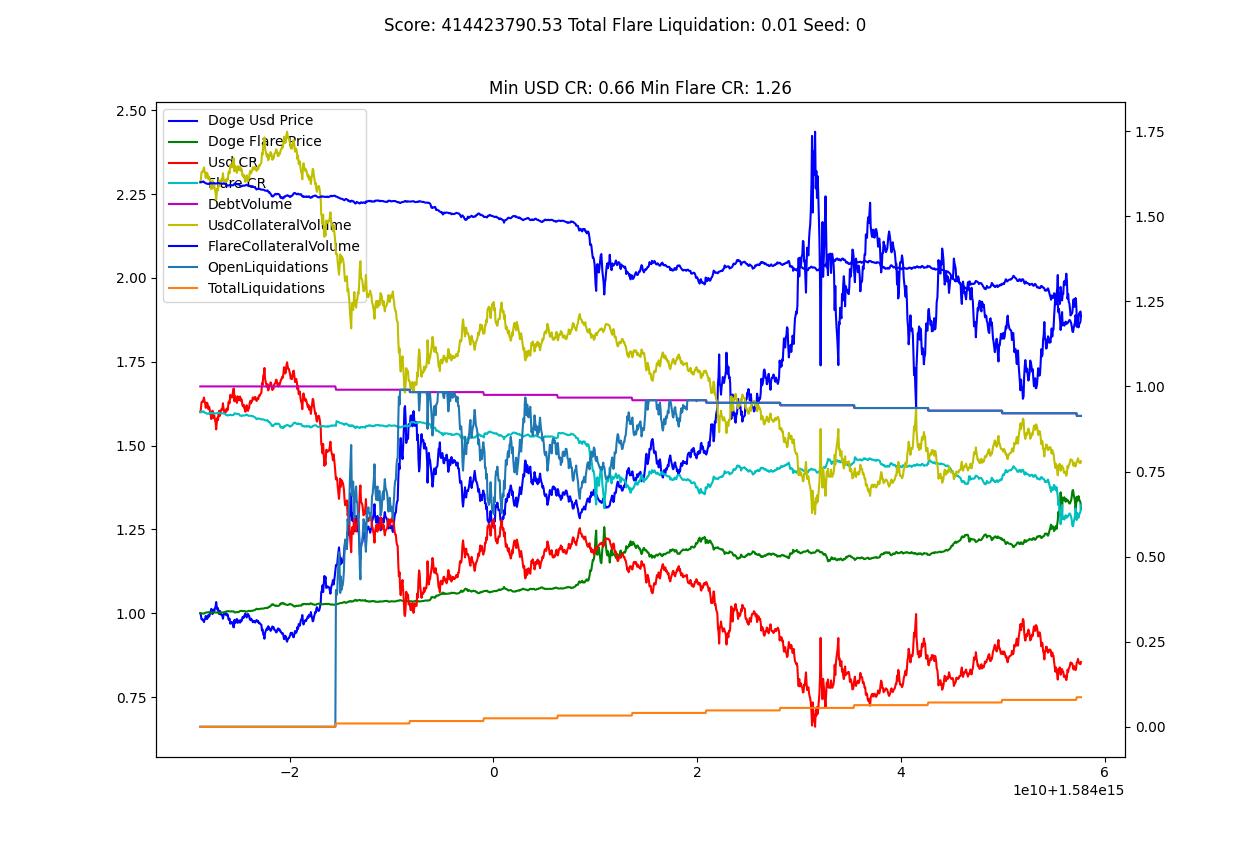 Score: 414423790.53 Total Flare Liquidation: 0.01 Seed: 0
Min USD CR: 0.66 Min Flare CR: 1.26
Doge Usd Price
Doge Flare Price
Usd CR
Flare CR
DebtVolume
UsdCollateralVolume
FlareCollateralVolume
OpenLiquidations
TotalLiquidations
2.50
2.25
2.00
1.75
1.50
1.25
1.00
0.75
1.75
1.50
1.25
1.00
0.75
0.50
0.25
0.00
−2
0
2
4
6
1e10+1.584e15